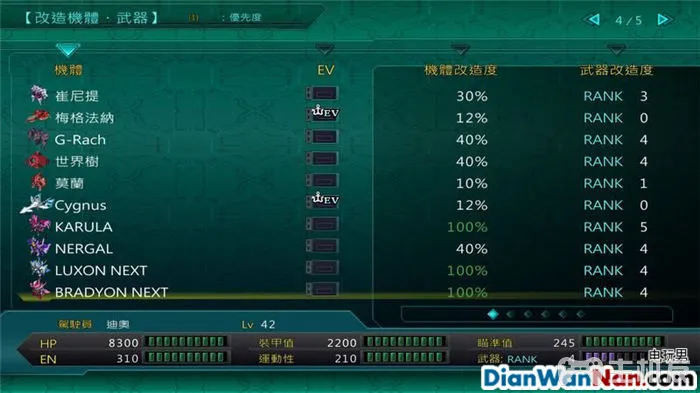 【改造機體·武器】 (1) :優先度 4/5
機體 EV 機體改造度 武器改造度
崔尼提 30% RANK 3
梅格法納 EV 12% RANK 0
G-Rach 40% RANK 4
世界樹 40% RANK 4
莫蘭 10% RANK 1
Cygnus EV 12% RANK 0
KARULA 100% RANK 5
NERGAL 40% RANK 4
LUXON NEXT 100% RANK 4
BRADYON NEXT 100% RANK 4
駕駛員 迪奧 Lv 42
HP 8300 裝甲值 2200 瞄準值 245
EN 310 運動性 210 武器:RANK
电玩男
DianWanNan.com